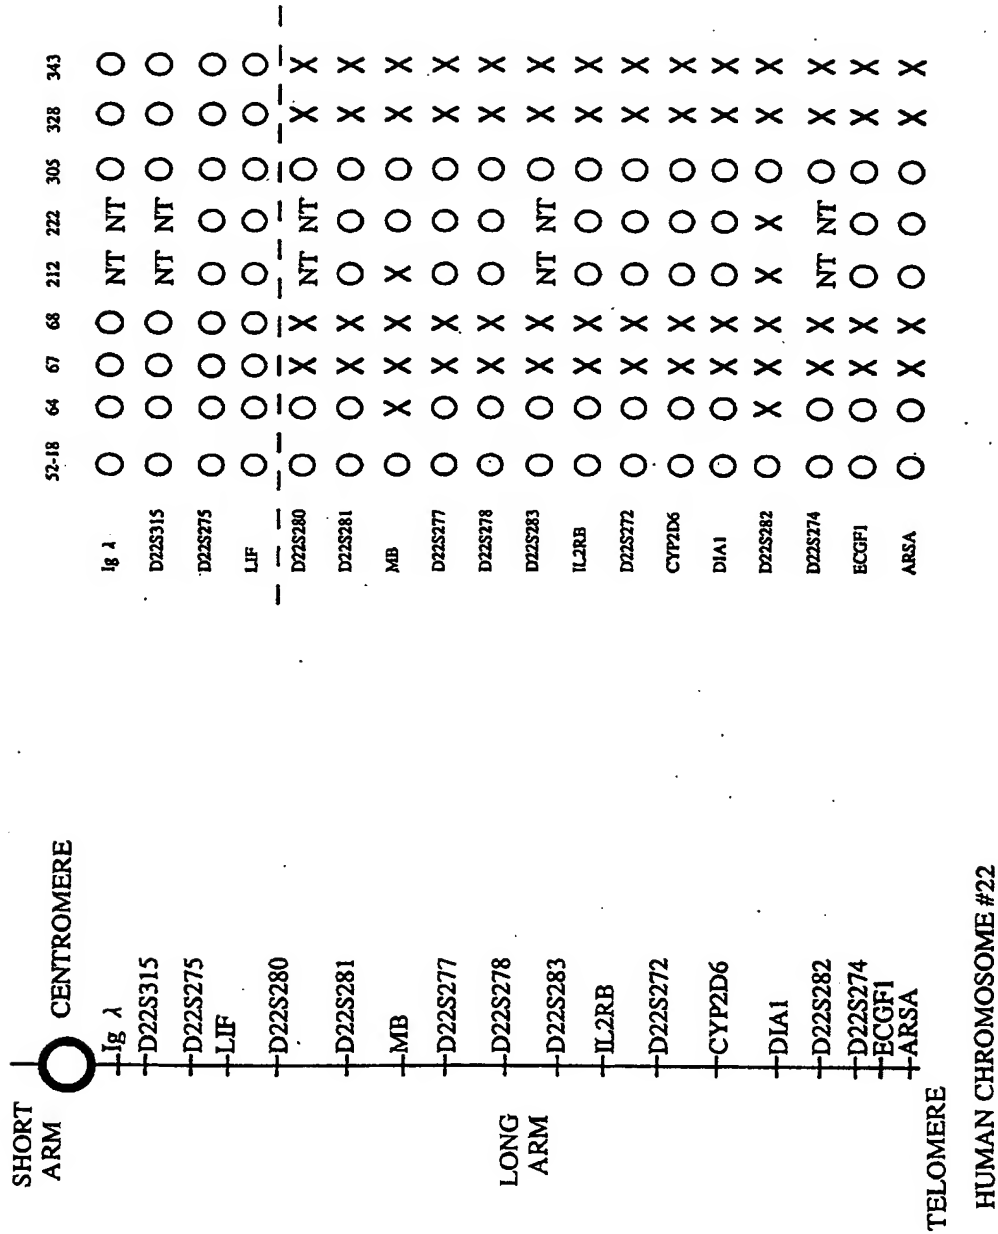 SHORT
ARM
CENTROMERE
Ig λ
D22S315
D22S275
LIF
D22S280
D22S281
MB
D22S277
D22S278
D22S283
IL2RB
D22S272
CYP2D6
DIA1
D22S282
D22S274
ECGF1
ARSA
LONG
ARM
TELOMERE
HUMAN CHROMOSOME #22
52-18 64 67 68 212 222 305 328 343
Ig λ O O O O NT NT O O O
D22S315 O O O O NT NT O O O
D22S275 O O O O O O O O O
LIF O O O O O O O O O
D22S280 O O X X NT NT O X X
D22S281 O O X X O O O X X
MB O X X X X O O X X
D22S277 O O X X O O O X X
D22S278 O O X X O O O X X
D22S283 O O X X NT NT O X X
IL2RB O O X X O O O X X
D22S272 O O X X O O O X X
CYP2D6 O O X X O O O X X
DIA1 O O X X O O O X X
D22S282 O X X X X X O X X
D22S274 O O X X NT NT O X X
ECGF1 O O X X O O O X X
ARSA O O X X O O O X X